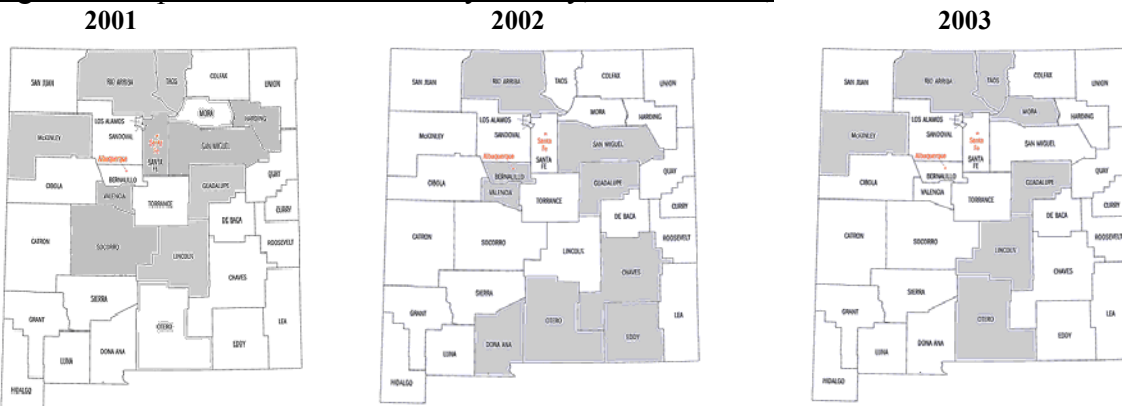 2001 2002 2003
SAN JUAN RIO ARRIBA TAOS COLFAX UNION
MORA HARDING
LOS ALAMOS
SANDOVAL
McKINLEY Santa Fe
SANTA FE
SAN MIGUEL
Albuquerque
BERNALILLO
CIBOLA VALENCIA TORRANCE GUADALUPE QUAY
CURRY
DE BACA
ROOSEVELT
CATRON SOCORRO LINCOLN
CHAVES
SIERRA
GRANT OTERO LEA
LUNA DONA ANA EDDY
HIDALGO
SAN JUAN RIO ARRIBA TAOS COLFAX UNION
MORA HARDING
LOS ALAMOS
SANDOVAL
McKINLEY Santa Fe
SANTA FE
SAN MIGUEL
Albuquerque
BERNALILLO
CIBOLA VALENCIA TORRANCE GUADALUPE QUAY
CURRY
DE BACA
ROOSEVELT
CATRON SOCORRO LINCOLN
CHAVES
SIERRA
GRANT OTERO LEA
LUNA DONA ANA EDDY
HIDALGO
SAN JUAN RIO ARRIBA TAOS COLFAX UNION
MORA HARDING
LOS ALAMOS
SANDOVAL
McKINLEY Santa Fe
SANTA FE
SAN MIGUEL
Albuquerque
BERNALILLO
CIBOLA VALENCIA TORRANCE GUADALUPE QUAY
CURRY
DE BACA
ROOSEVELT
CATRON SOCORRO LINCOLN
CHAVES
SIERRA
GRANT OTERO LEA
LUNA DONA ANA EDDY
HIDALGO